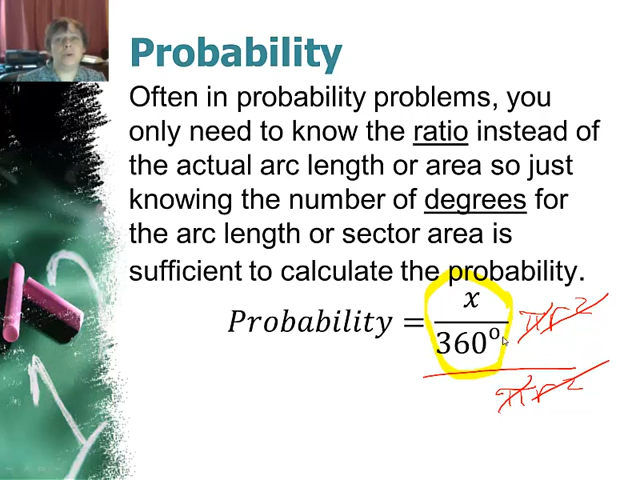 Probability
Often in probability problems, you
only need to know the ratio instead of
the actual arc length or area so just
knowing the number of degrees for
the arc length or sector area is
sufficient to calculate the probability.
Probability = x/360° πr²
πr²